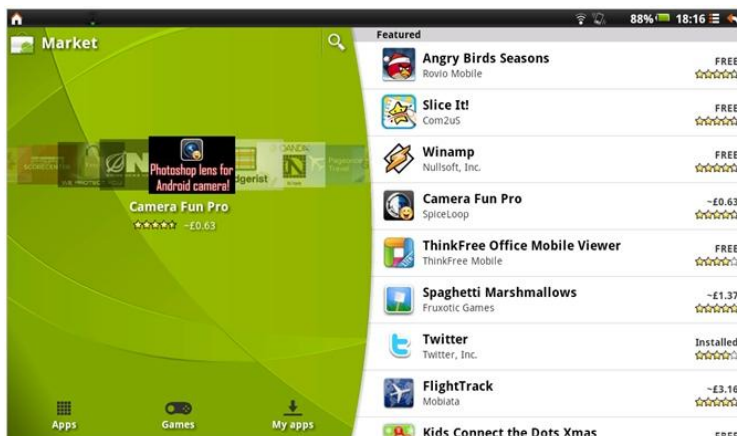 88% 18:16
Market
Featured
Angry Birds Seasons
Rovio Mobile
FREE
Slice It!
Com2uS
FREE
Winamp
Nullsoft, Inc.
FREE
Camera Fun Pro
SpiceLoop
~£0.63
ThinkFree Office Mobile Viewer
ThinkFree Mobile
FREE
Spaghetti Marshmallows
Fruxotic Games
~£1.37
Twitter
Twitter, Inc.
Installed
FlightTrack
Mobiata
~£3.16
Kids Connect the Dots Xmas
FREE
Photoshop lens for
Android camera!
Camera Fun Pro
~£0.63
Apps
Games
My apps